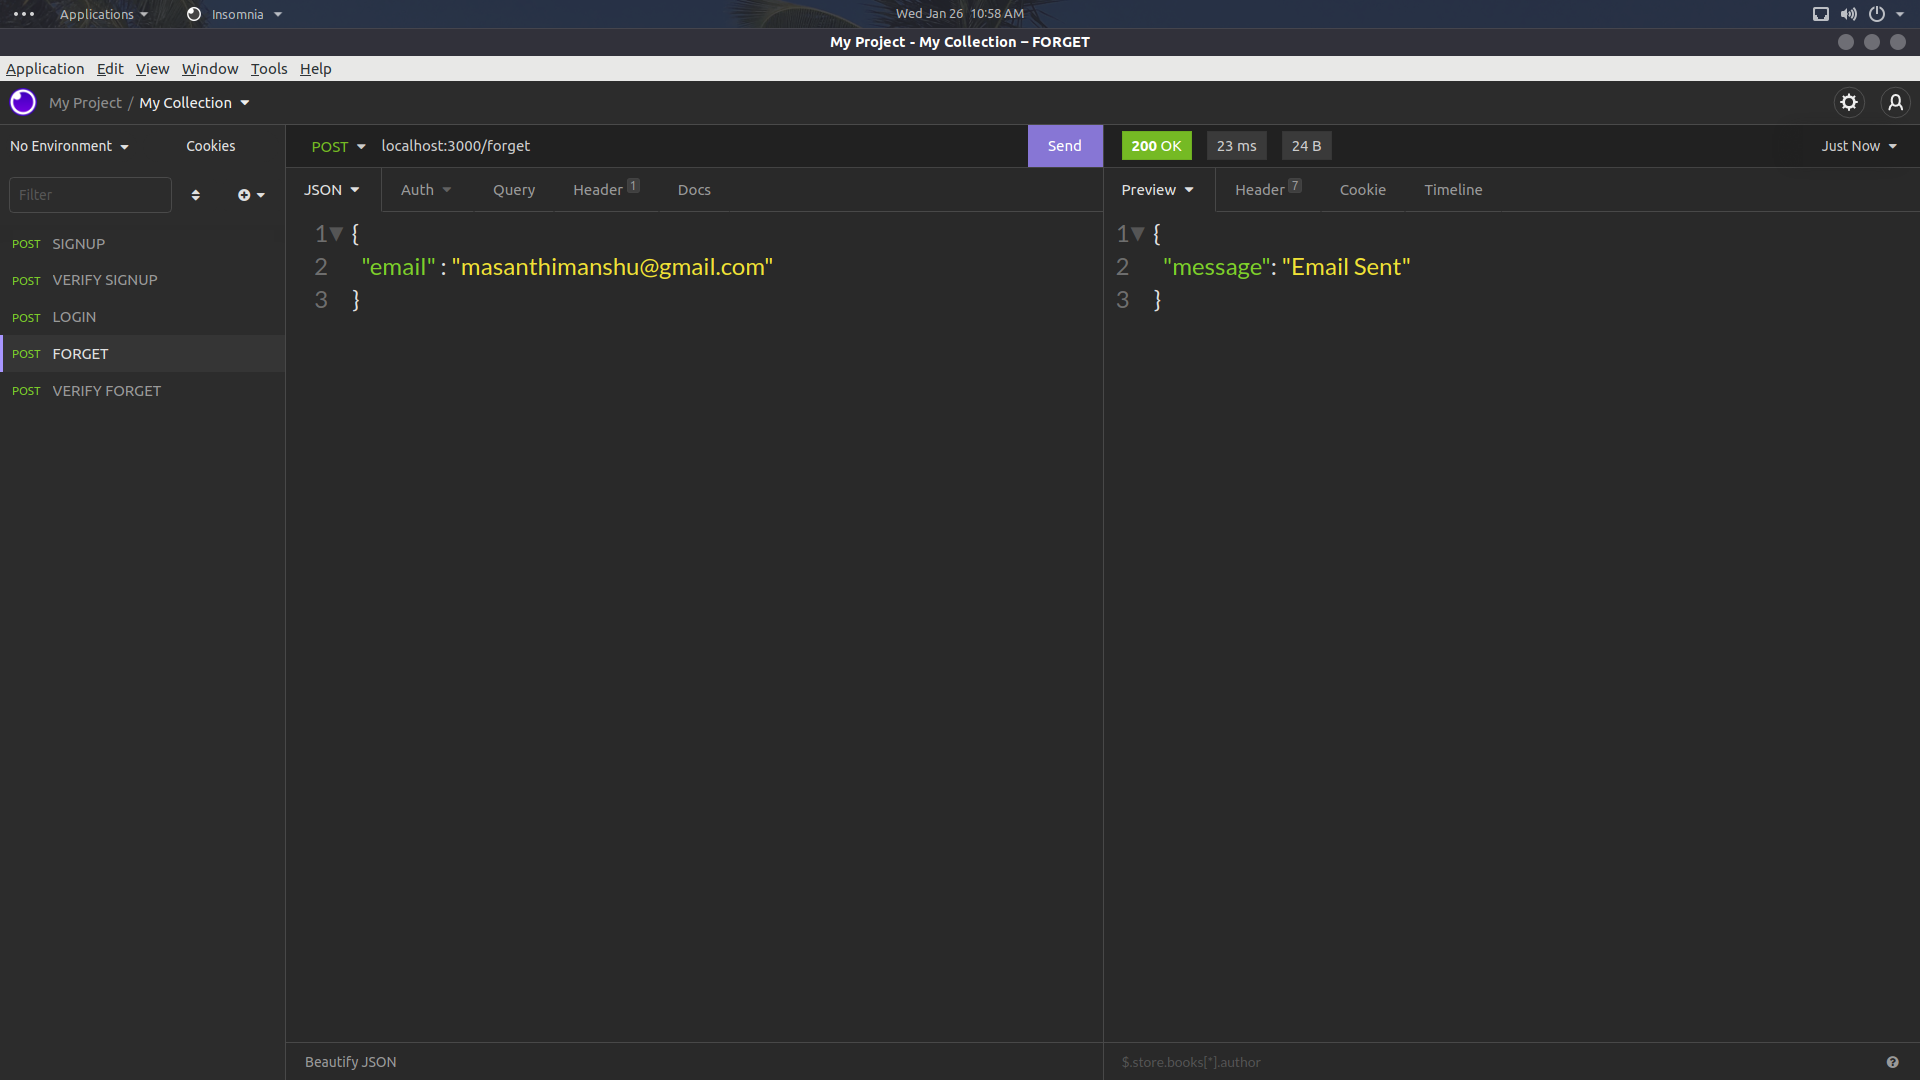 Applications
Insomnia
Wed Jan 26 10:58 AM
My Project - My Collection – FORGET
Application Edit View Window Tools Help
My Project / My Collection
No Environment
Cookies
POST localhost:3000/forget
Send
200 OK
23 ms
24 B
Just Now
Filter
JSON
Auth
Query
Header 1
Docs
Preview
Header 7
Cookie
Timeline
POST SIGNUP
POST VERIFY SIGNUP
POST LOGIN
POST FORGET
POST VERIFY FORGET
1 {
2 "email" : "masanthimanshu@gmail.com"
3 }
1 {
2 "message": "Email Sent"
3 }
Beautify JSON
$.store.books[*].author